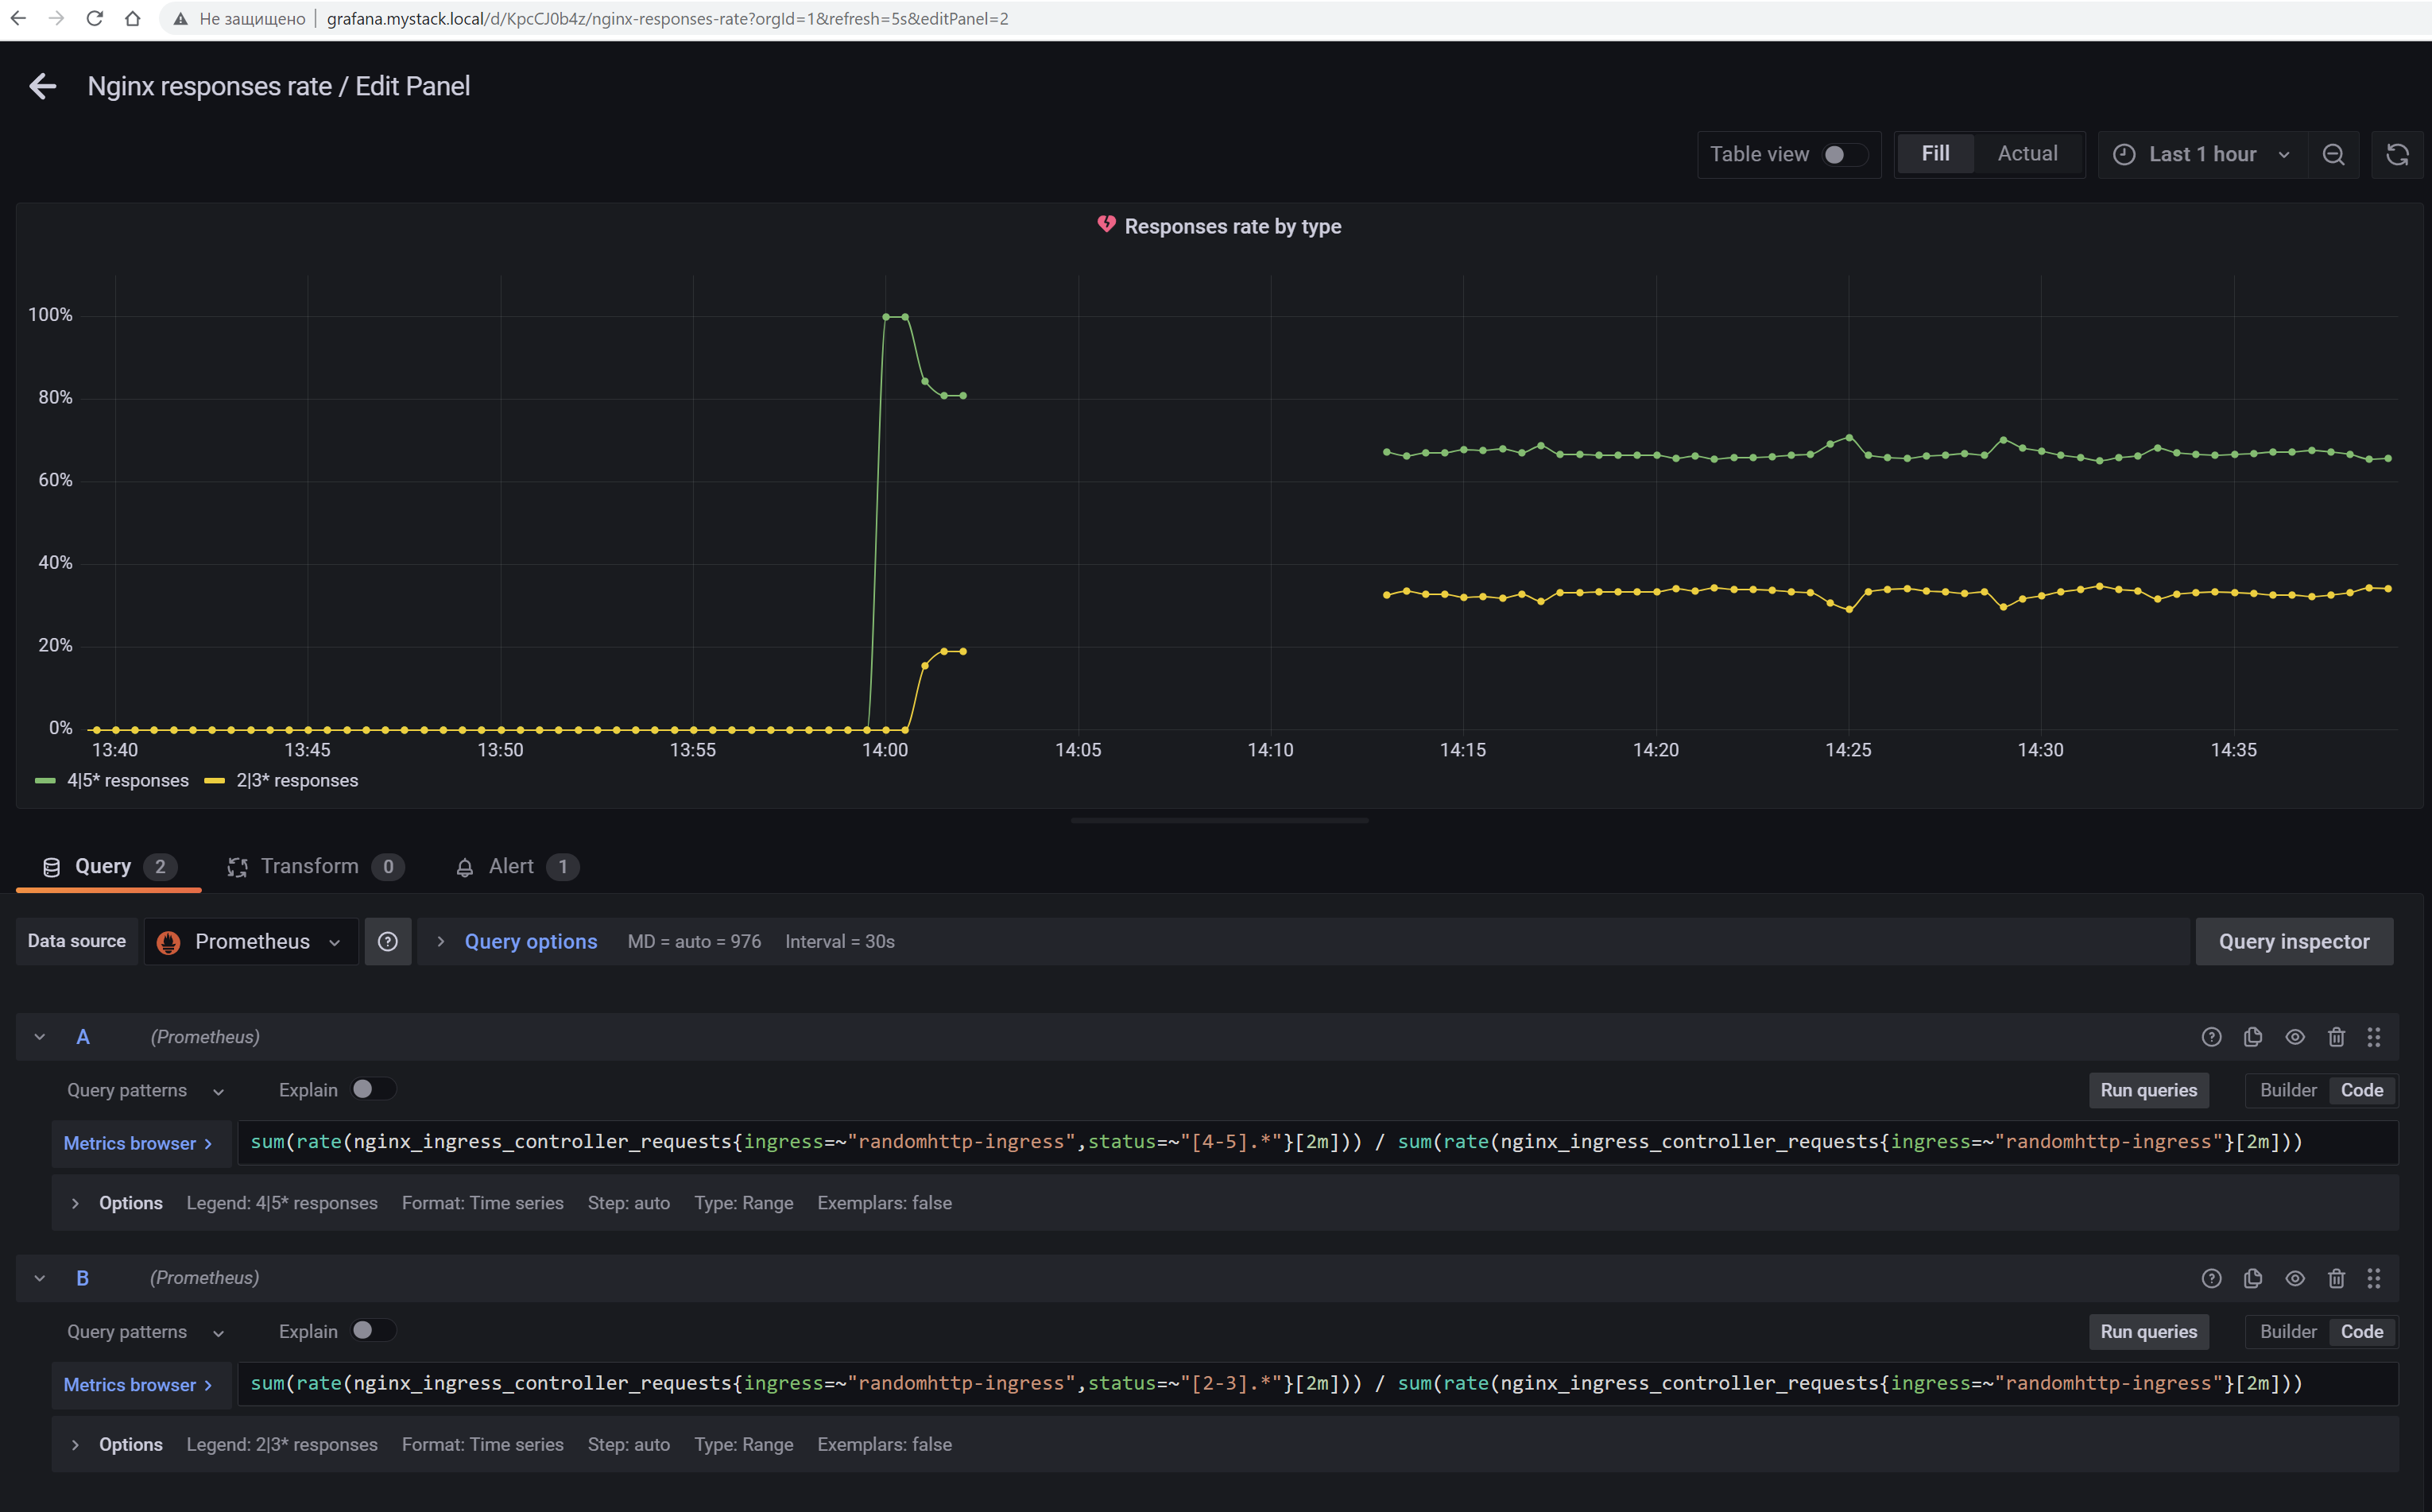 Не защищено | grafana.mystack.local/d/KpcCJ0b4z/nginx-responses-rate?orgId=1&refresh=5s&editPanel=2
Nginx responses rate / Edit Panel
Table view Fill Actual Last 1 hour
Responses rate by type
100%
80%
60%
40%
20%
0%
13:40 13:45 13:50 13:55 14:00 14:05 14:10 14:15 14:20 14:25 14:30 14:35
4|5* responses 2|3* responses
Query 2 Transform 0 Alert 1
Data source Prometheus Query options MD = auto = 976 Interval = 30s Query inspector
A (Prometheus)
Query patterns Explain Run queries Builder Code
Metrics browser > sum(rate(nginx_ingress_controller_requests{ingress=~"randomhttp-ingress",status=~"[4-5].*"}[2m])) / sum(rate(nginx_ingress_controller_requests{ingress=~"randomhttp-ingress"}[2m]))
> Options Legend: 4|5* responses Format: Time series Step: auto Type: Range Exemplars: false
B (Prometheus)
Query patterns Explain Run queries Builder Code
Metrics browser > sum(rate(nginx_ingress_controller_requests{ingress=~"randomhttp-ingress",status=~"[2-3].*"}[2m])) / sum(rate(nginx_ingress_controller_requests{ingress=~"randomhttp-ingress"}[2m]))
> Options Legend: 2|3* responses Format: Time series Step: auto Type: Range Exemplars: false